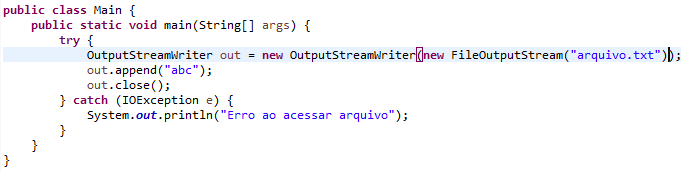 public class Main {
    public static void main(String[] args) {
        try {
            OutputStreamWriter out = new OutputStreamWriter(new FileOutputStream("arquivo.txt"));
            out.append("abc");
            out.close();
        } catch (IOException e) {
            System.out.println("Erro ao acessar arquivo");
        }
    }
}